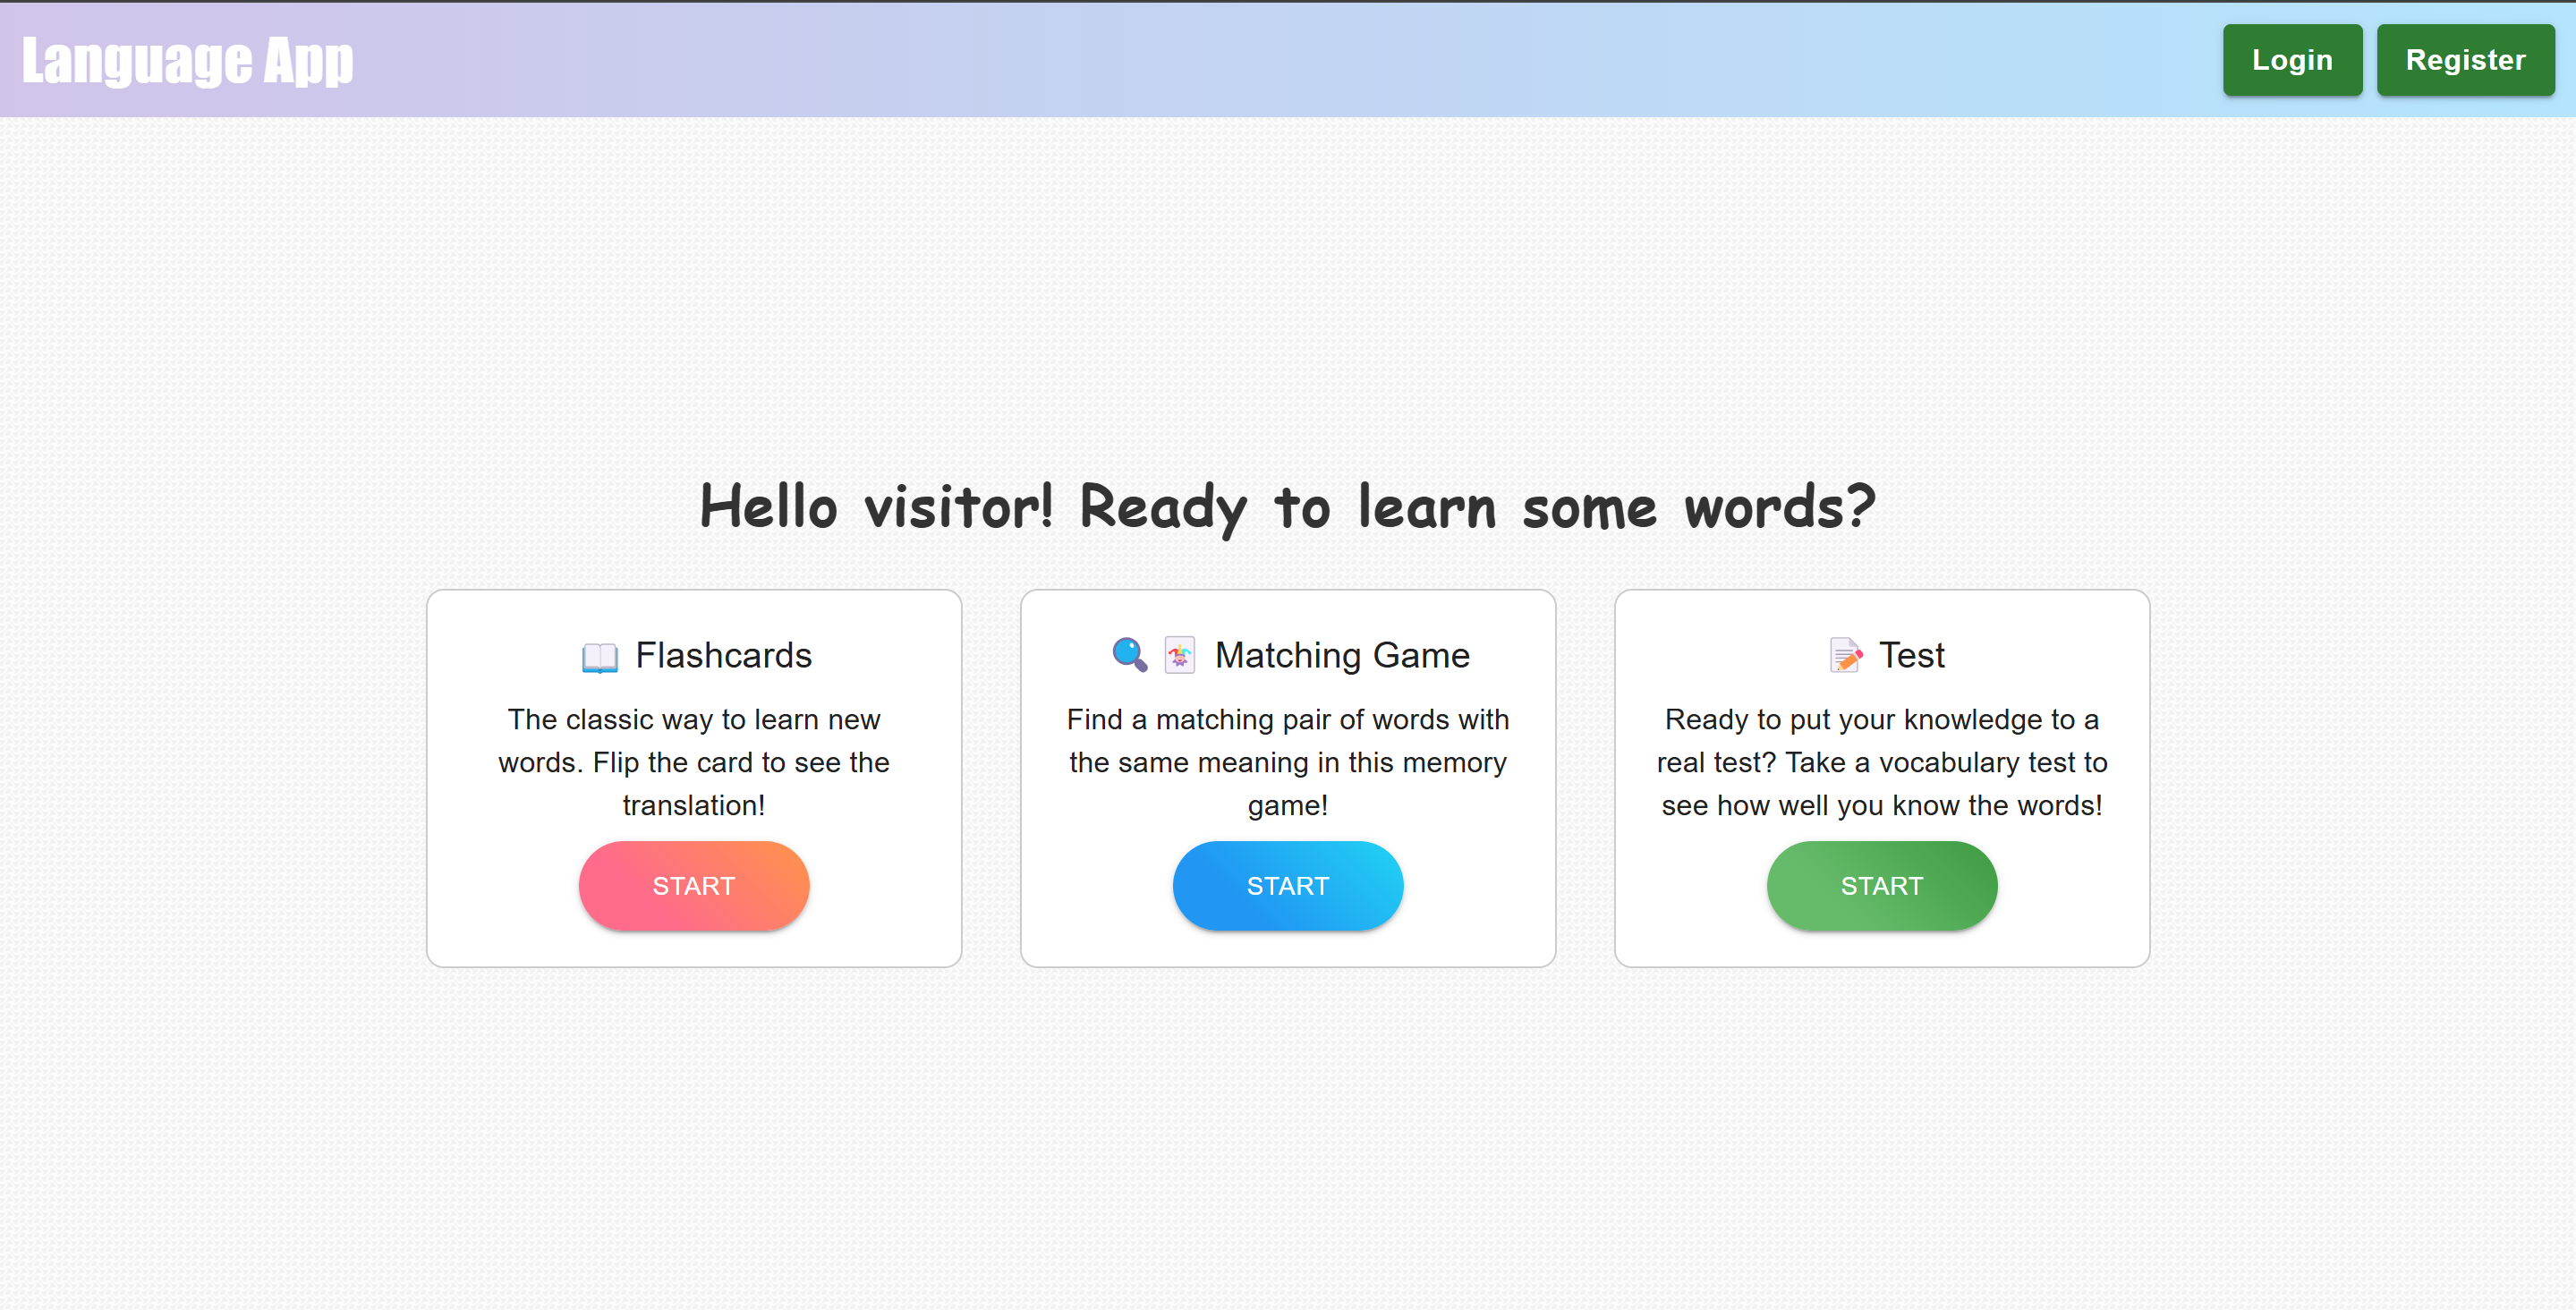 Language App
Login
Register
Hello visitor! Ready to learn some words?
Flashcards
The classic way to learn new
words. Flip the card to see the
translation!
START
Matching Game
Find a matching pair of words with
the same meaning in this memory
game!
START
Test
Ready to put your knowledge to a
real test? Take a vocabulary test to
see how well you know the words!
START